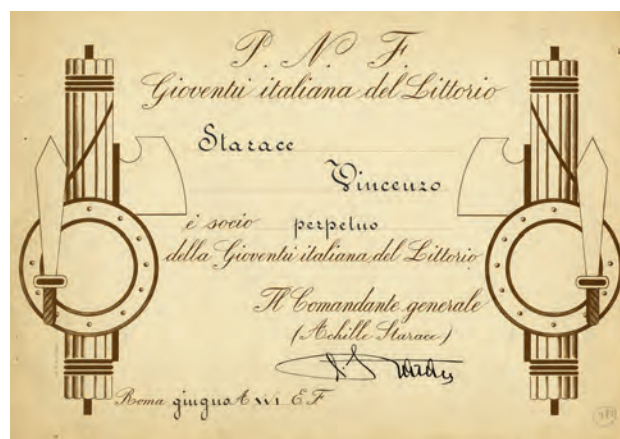 P. N. F.
Gioventù italiana del Littorio
Starace
Vincenzo
è socio perpetuo
della Gioventù italiana del Littorio
Il Comandante generale
(Achille Starace)
Roma giugno XVI E.F